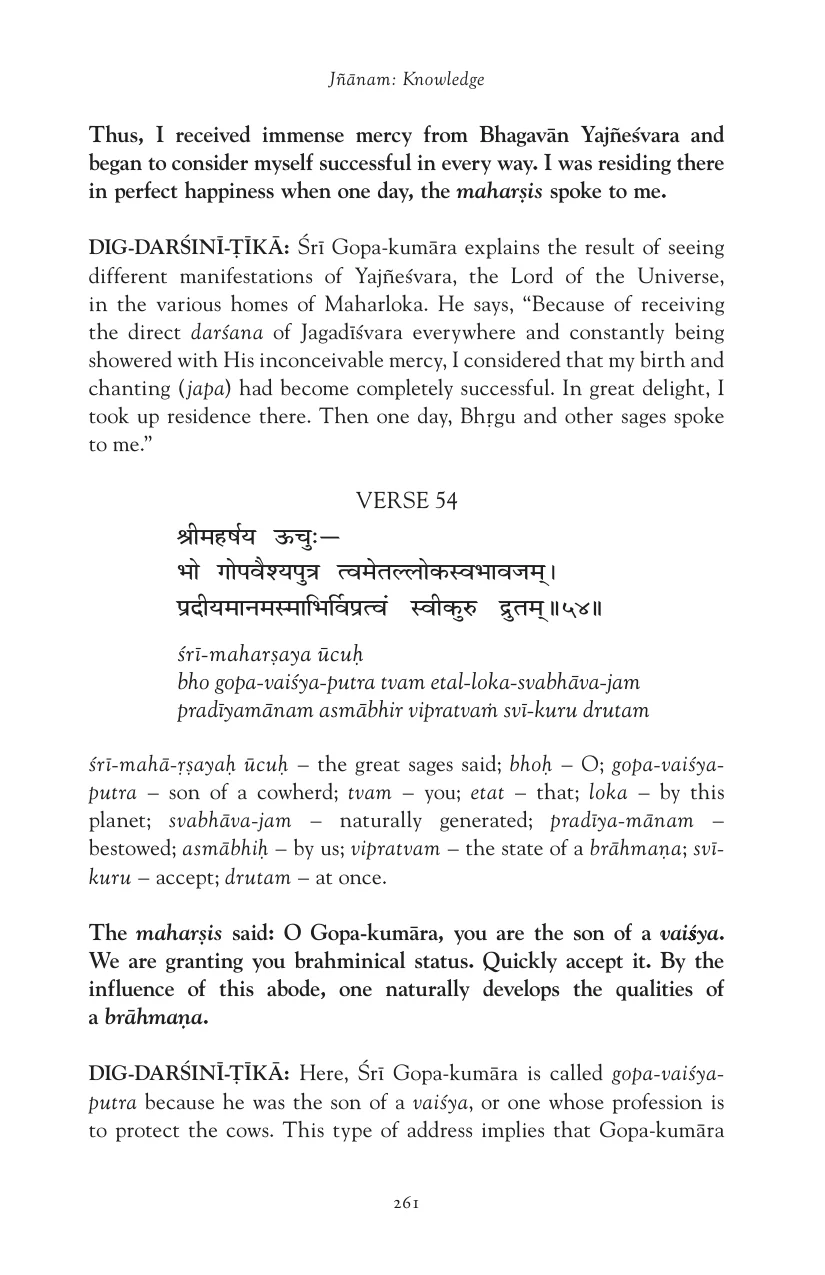 Jñānam: Knowledge
Thus, I received immense mercy from Bhagavān Yajñeśvara and
began to consider myself successful in every way. I was residing there
in perfect happiness when one day, the maharṣis spoke to me.
DIG-DARŚINĪ-ṬĪKĀ: Śrī Gopa-kumāra explains the result of seeing
different manifestations of Yajñeśvara, the Lord of the Universe,
in the various homes of Maharloka. He says, “Because of receiving
the direct darśana of Jagadīśvara everywhere and constantly being
showered with His inconceivable mercy, I considered that my birth and
chanting (japa) had become completely successful. In great delight, I
took up residence there. Then one day, Bhṛgu and other sages spoke
to me.”
VERSE 54
श्रीमहर्षय ऊचुः—
भो गोपवैश्यपुत्र त्वमेतल्लोकस्वभावजम्।
प्रदीयमानमस्माभिर्विप्रत्वं स्वीकुरु द्रुतम्॥५४॥
śrī-maharṣaya ūcuḥ
bho gopa-vaiśya-putra tvam etal-loka-svabhāva-jam
pradīyamānam asmābhir vipratvaṁ svī-kuru drutam
śrī-mahā-ṛṣayaḥ ūcuḥ – the great sages said; bhoḥ – O; gopa-vaiśya-
putra – son of a cowherd; tvam – you; etat – that; loka – by this
planet; svabhāva-jam – naturally generated; pradīya-mānam –
bestowed; asmābhiḥ – by us; vipratvam – the state of a brāhmaṇa; svī-
kuru – accept; drutam – at once.
The maharṣis said: O Gopa-kumāra, you are the son of a vaiśya.
We are granting you brahminical status. Quickly accept it. By the
influence of this abode, one naturally develops the qualities of
a brāhmaṇa.
DIG-DARŚINĪ-ṬĪKĀ: Here, Śrī Gopa-kumāra is called gopa-vaiśya-
putra because he was the son of a vaiśya, or one whose profession is
to protect the cows. This type of address implies that Gopa-kumāra
261